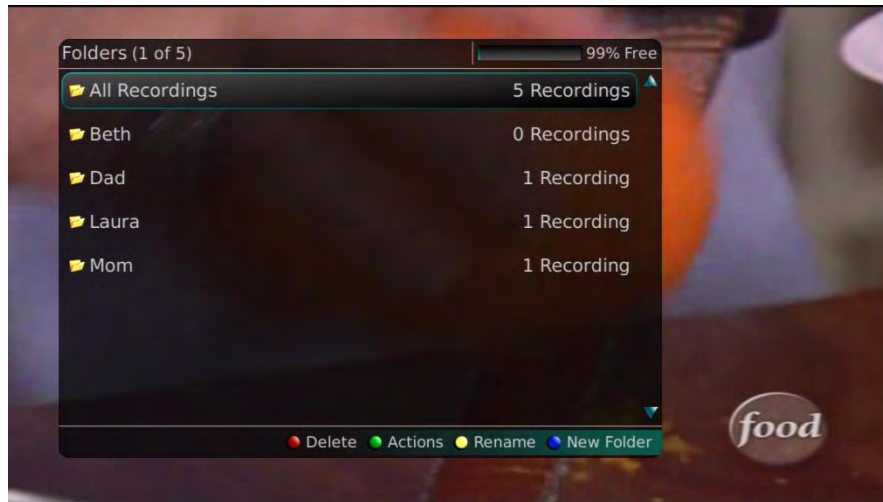 Folders (1 of 5) 99% Free
All Recordings 5 Recordings
Beth 0 Recordings
Dad 1 Recording
Laura 1 Recording
Mom 1 Recording
Delete Actions Rename New Folder
food